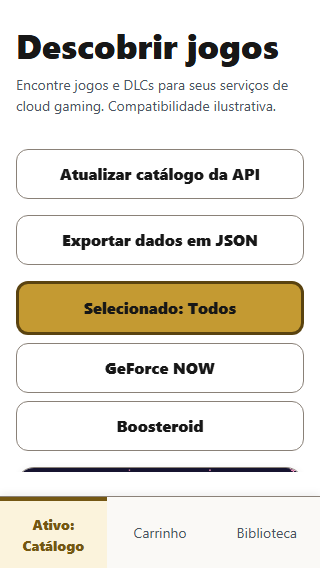 Descobrir jogos
Encontre jogos e DLCs para seus serviços de
cloud gaming. Compatibilidade ilustrativa.
Atualizar catálogo da API
Exportar dados em JSON
Selecionado: Todos
GeForce NOW
Boosteroid
Ativo:
Catálogo
Carrinho
Biblioteca